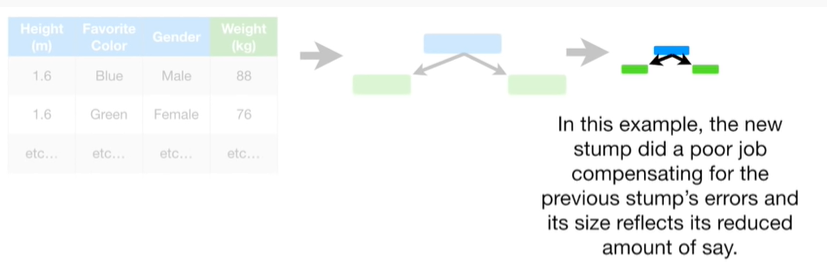 Height (m) Favorite Color Gender Weight (kg)
1.6 Blue Male 88
1.6 Green Female 76
etc... etc... etc... etc...
In this example, the new
stump did a poor job
compensating for the
previous stump's errors and
its size reflects its reduced
amount of say.